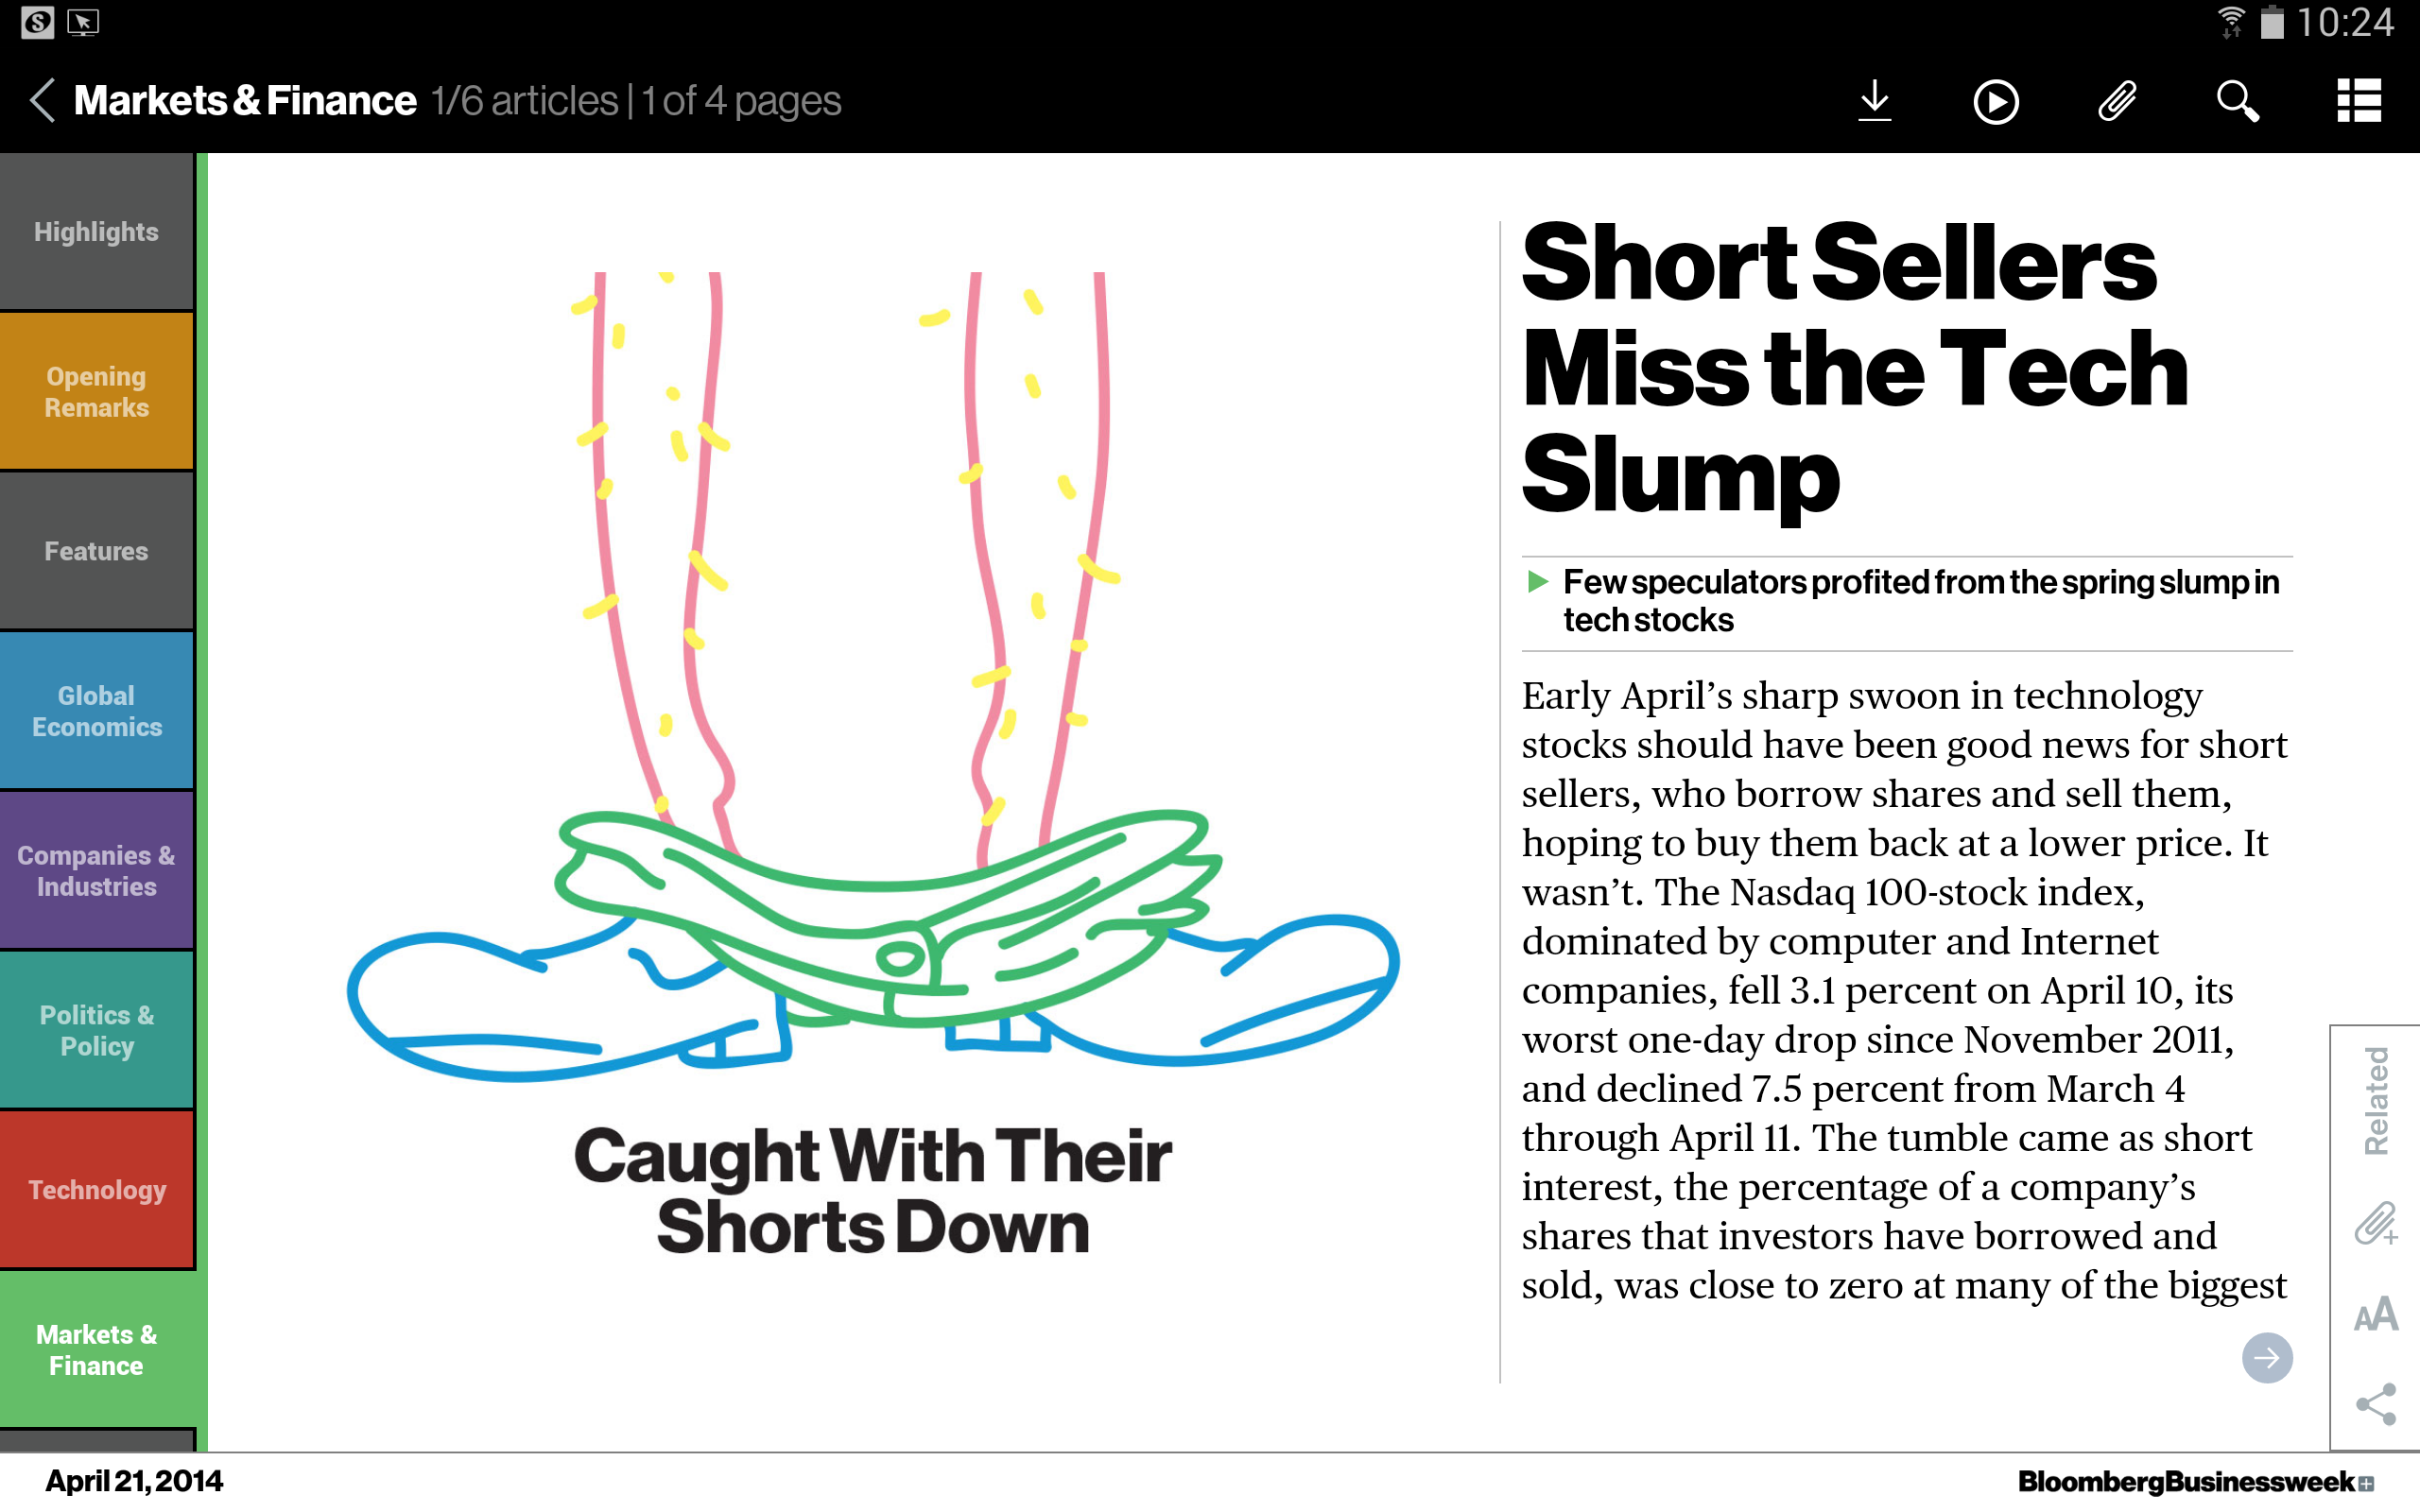 10:24
Markets & Finance 1/6 articles | 1 of 4 pages
Highlights
Opening
Remarks
Features
Global
Economics
Companies &
Industries
Politics &
Policy
Technology
Markets &
Finance
Caught With Their
Shorts Down
Short Sellers
Miss the Tech
Slump
Few speculators profited from the spring slump in
tech stocks
Early April’s sharp swoon in technology
stocks should have been good news for short
sellers, who borrow shares and sell them,
hoping to buy them back at a lower price. It
wasn’t. The Nasdaq 100-stock index,
dominated by computer and Internet
companies, fell 3.1 percent on April 10, its
worst one-day drop since November 2011,
and declined 7.5 percent from March 4
through April 11. The tumble came as short
interest, the percentage of a company’s
shares that investors have borrowed and
sold, was close to zero at many of the biggest
Related
AA
April 21, 2014
BloombergBusinessweek+